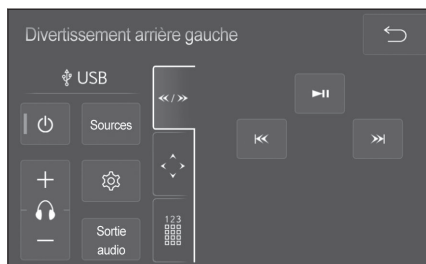 Divertissement arrière gauche
USB
Sources
Sortie
audio
123